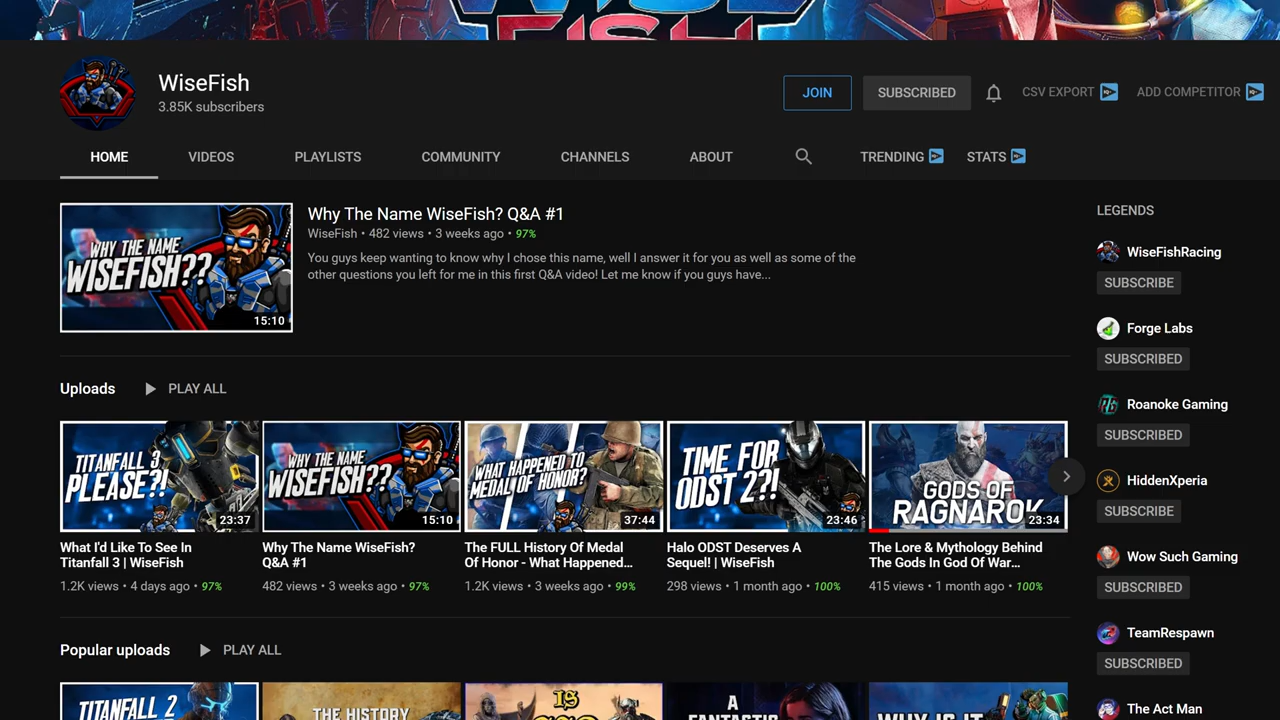 WISE
FISH
WiseFish
3.85K subscribers
JOIN
SUBSCRIBED
CSV EXPORT
ADD COMPETITOR
HOME
VIDEOS
PLAYLISTS
COMMUNITY
CHANNELS
ABOUT
TRENDING
STATS
WHY THE NAME
WISEFISH??
15:10
Why The Name WiseFish? Q&A #1
WiseFish • 482 views • 3 weeks ago • 97%
You guys keep wanting to know why I chose this name, well I answer it for you as well as some of the
other questions you left for me in this first Q&A video! Let me know if you guys have...
LEGENDS
WiseFishRacing
SUBSCRIBE
Forge Labs
SUBSCRIBED
Roanoke Gaming
SUBSCRIBED
HiddenXperia
SUBSCRIBE
Wow Such Gaming
SUBSCRIBED
TeamRespawn
SUBSCRIBED
The Act Man
Uploads
PLAY ALL
TITANFALL 3
PLEASE?!
23:37
What I'd Like To See In
Titanfall 3 | WiseFish
1.2K views • 4 days ago • 97%
WHY THE NAME
WISEFISH??
15:10
Why The Name WiseFish?
Q&A #1
482 views • 3 weeks ago • 97%
WHAT HAPPENED TO
MEDAL OF HONOR?
37:44
The FULL History Of Medal
Of Honor - What Happened...
1.2K views • 3 weeks ago • 99%
TIME FOR
ODST 2?!
23:46
Halo ODST Deserves A
Sequel! | WiseFish
298 views • 1 month ago • 100%
GODS OF
RAGNAROK
23:34
The Lore & Mythology Behind
The Gods In God Of War...
415 views • 1 month ago • 100%
Popular uploads
PLAY ALL
TITANFALL 2
THE HISTORY
IS
A
FANTASTIC
WHY IS IT